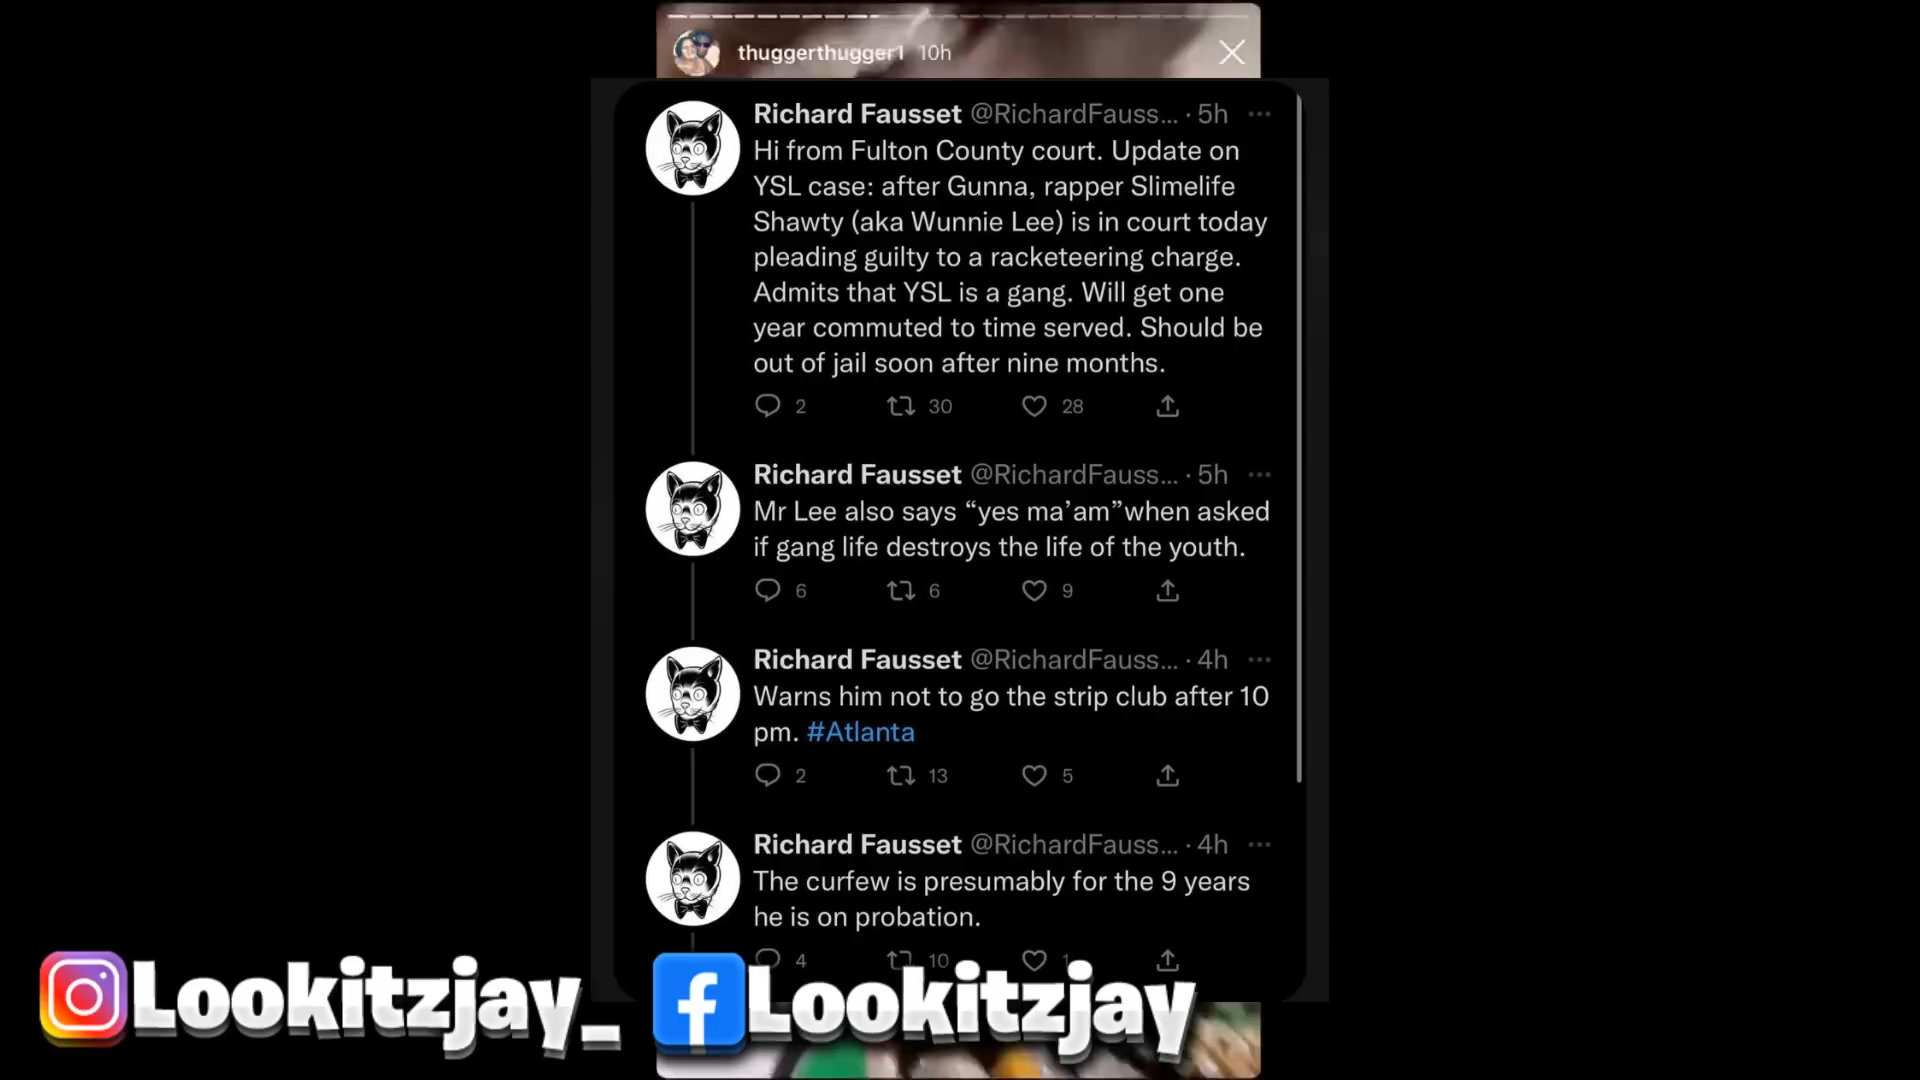 thuggerthugger1 10h
Richard Fausset @RichardFauss... · 5h
Hi from Fulton County court. Update on
YSL case: after Gunna, rapper Slimelife
Shawty (aka Wunnie Lee) is in court today
pleading guilty to a racketeering charge.
Admits that YSL is a gang. Will get one
year commuted to time served. Should be
out of jail soon after nine months.
2 30 28
Richard Fausset @RichardFauss... · 5h
Mr Lee also says “yes ma’am”when asked
if gang life destroys the life of the youth.
6 6 9
Richard Fausset @RichardFauss... · 4h
Warns him not to go the strip club after 10
pm. #Atlanta
2 13 5
Richard Fausset @RichardFauss... · 4h
The curfew is presumably for the 9 years
he is on probation.
4 10
Lookitzjay_ Lookitzjay